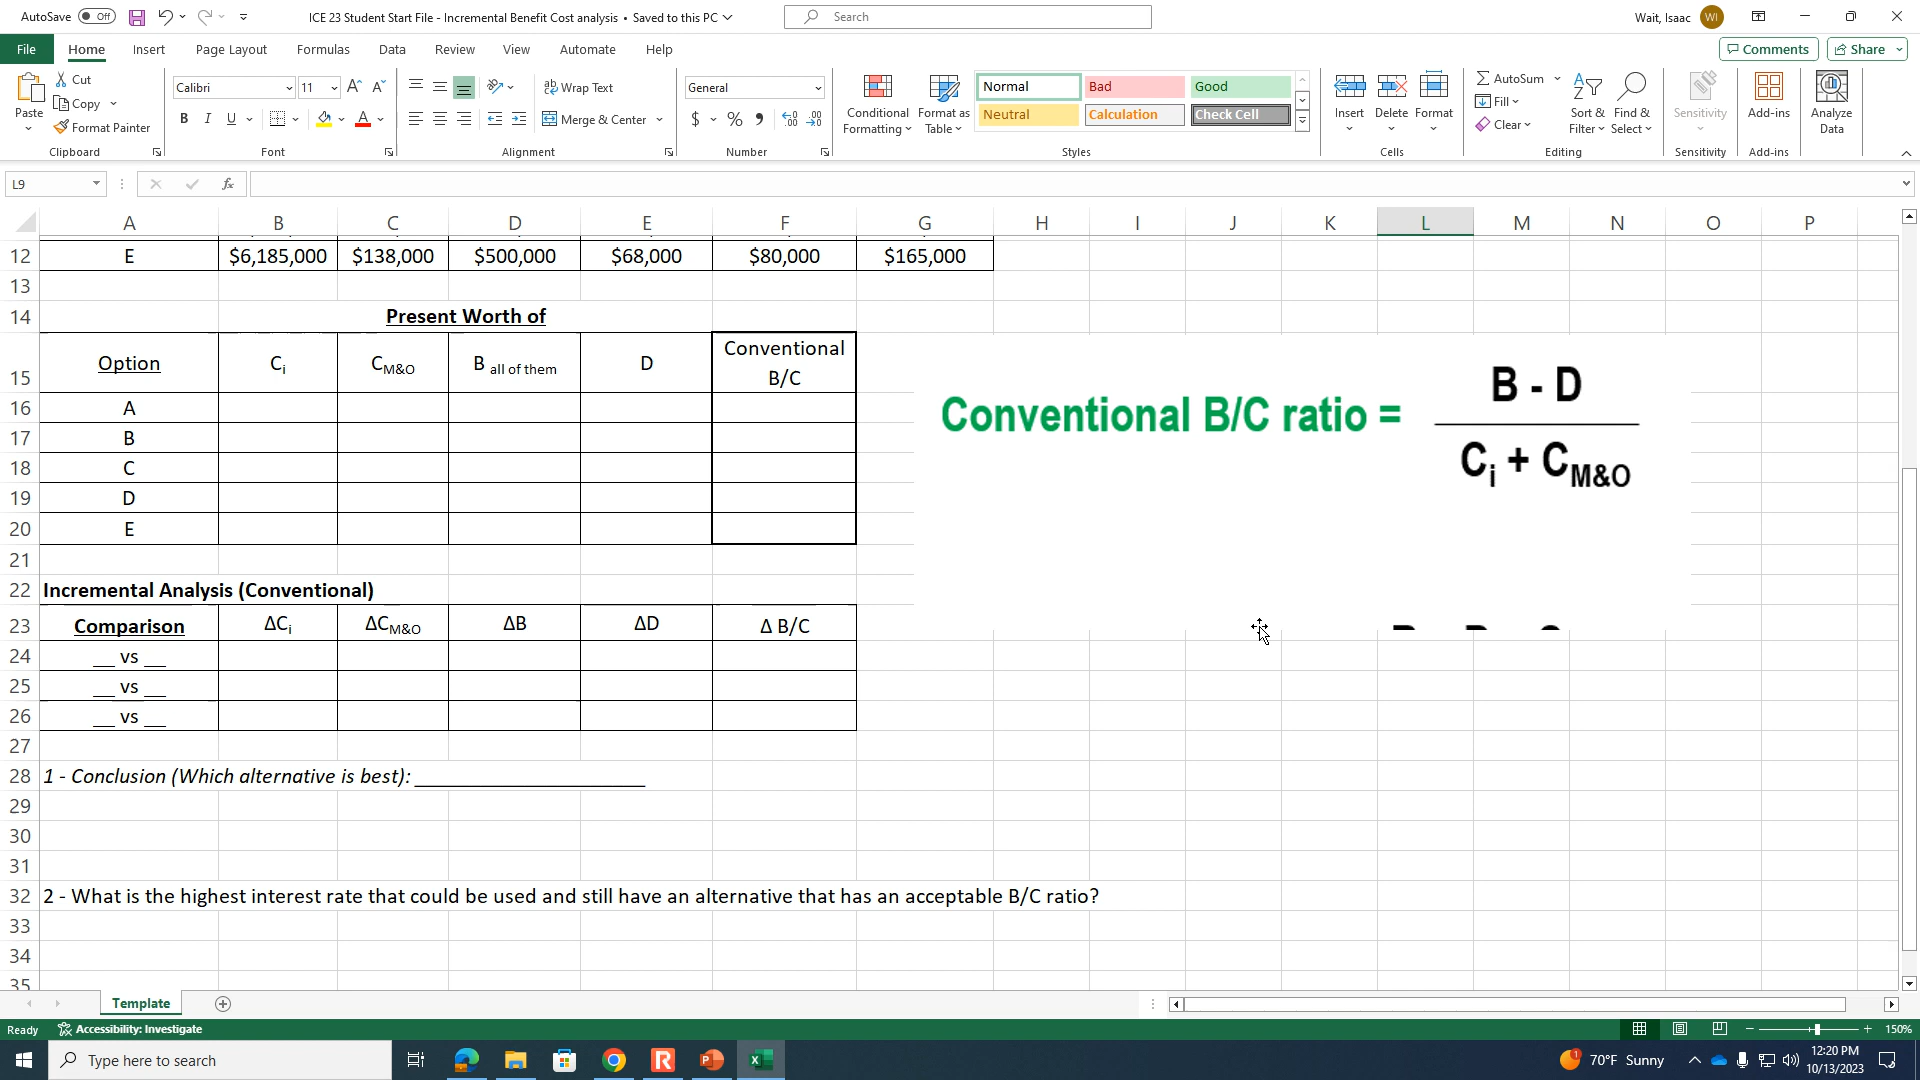 AutoSave Off ICE 23 Student Start File - Incremental Benefit Cost analysis • Saved to this PC Search Wait, Isaac WI
File Home Insert Page Layout Formulas Data Review View Automate Help Comments Share
Paste Cut Copy Format Painter Clipboard
Calibri 11 B I U A Font
Wrap Text Merge & Center Alignment
General $ % 9 Number
Conditional Formatting Format as Table Normal Bad Good Neutral Calculation Check Cell Styles
Insert Delete Format Cells
AutoSum Fill Clear Sort & Filter Find & Select Editing
Sensitivity Sensitivity
Add-ins Add-ins
Analyze Data
L9 fx
A B C D E F G H I J K L M N O P
12 E $6,185,000 $138,000 $500,000 $68,000 $80,000 $165,000
13
14 Present Worth of
15 Option Ci CM&O B all of them D Conventional B/C
16 A
17 B
18 C
19 D
20 E
Conventional B/C ratio = B - D
Ci + CM&O
21
22 Incremental Analysis (Conventional)
23 Comparison ΔCi ΔCM&O ΔB ΔD Δ B/C
24 __ vs __
25 __ vs __
26 __ vs __
27
28 1 - Conclusion (Which alternative is best): ______________________
29
30
31
32 2 - What is the highest interest rate that could be used and still have an alternative that has an acceptable B/C ratio?
33
34
35
Template
Ready Accessibility: Investigate 150%
Type here to search 70°F Sunny 12:20 PM
10/13/2023